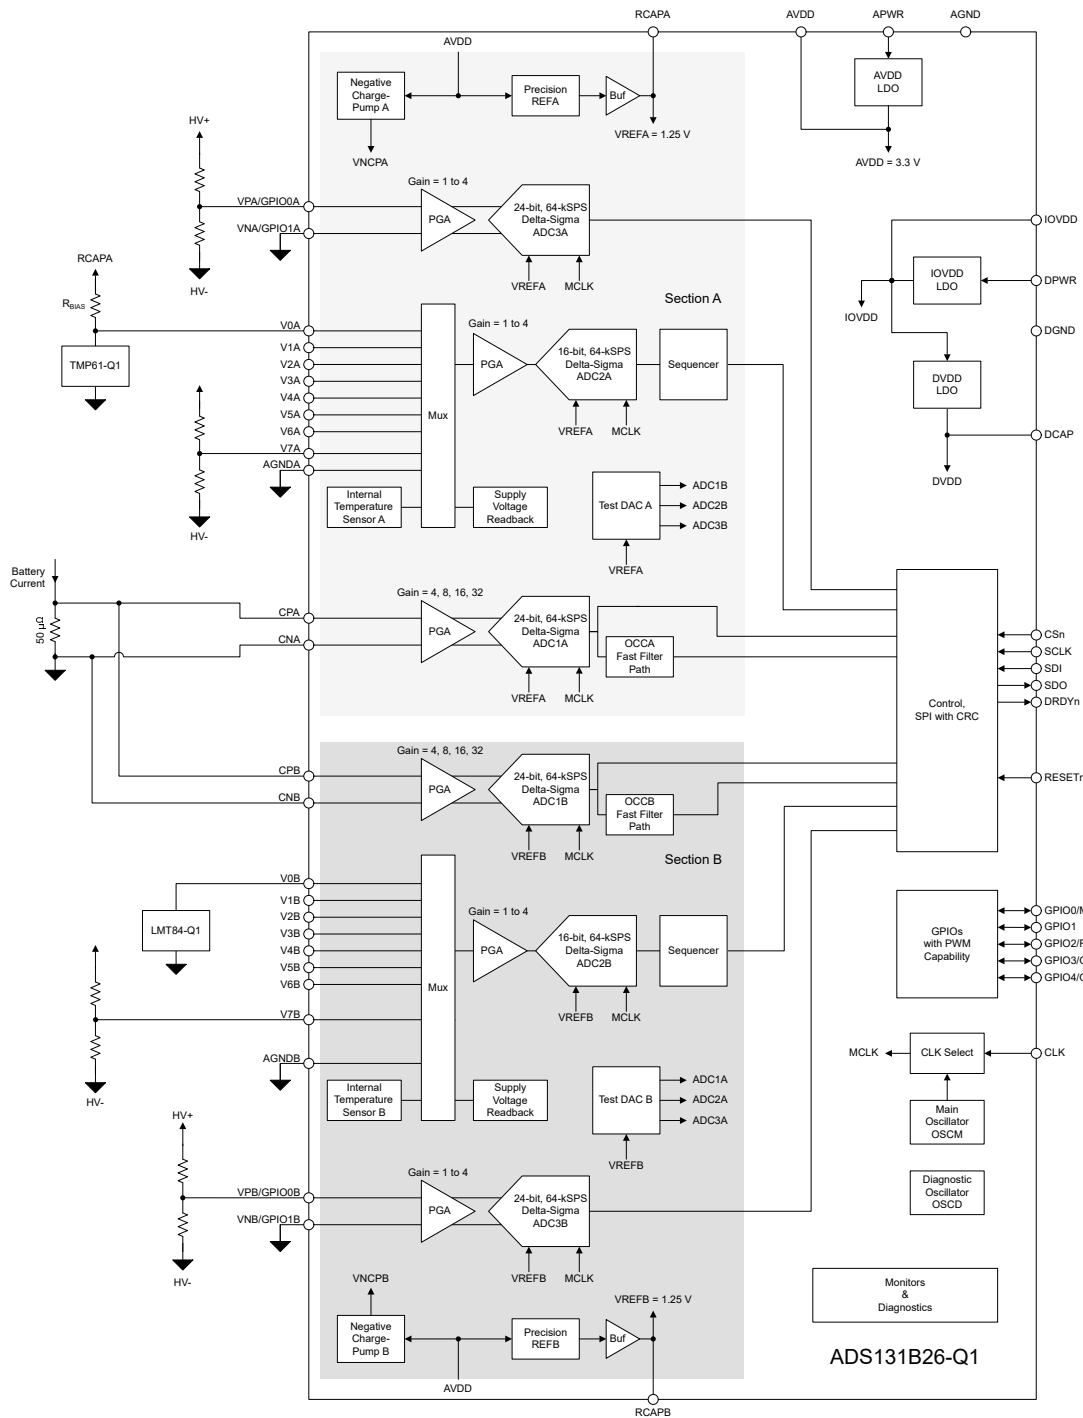 RCAPA
AVDD
APWR
AGND
AVDD
Negative
Charge-
Pump A
Precision
REFA
Buf
AVDD
LDO
VREFA = 1.25 V
VNCPA
AVDD = 3.3 V
HV+
Gain = 1 to 4
VPA/GPIO0A
VNA/GPIO1A
PGA
24-bit, 64-kSPS
Delta-Sigma
ADC3A
VREFA
MCLK
HV-
IOVDD
IOVDD
LDO
DPWR
IOVDD
DGND
DVDD
LDO
DCAP
DVDD
RCAPA
RBIAS
TMP61-Q1
Section A
V0A
V1A
V2A
V3A
V4A
V5A
V6A
V7A
AGNDA
HV-
Mux
Gain = 1 to 4
PGA
16-bit, 64-kSPS
Delta-Sigma
ADC2A
Sequencer
VREFA
MCLK
Internal
Temperature
Sensor A
Supply
Voltage
Readback
Test DAC A
ADC1B
ADC2B
ADC3B
VREFA
Battery
Current
50 µΩ
CPA
CNA
Gain = 4, 8, 16, 32
PGA
24-bit, 64-kSPS
Delta-Sigma
ADC1A
OCCA
Fast Filter
Path
VREFA
MCLK
Control,
SPI with CRC
CSn
SCLK
SDI
SDO
DRDYn
RESETn
CPB
CNB
Gain = 4, 8, 16, 32
PGA
24-bit, 64-kSPS
Delta-Sigma
ADC1B
OCCB
Fast Filter
Path
VREFB
MCLK
Section B
V0B
V1B
V2B
V3B
V4B
V5B
V6B
V7B
AGNDB
LMT84-Q1
HV-
Mux
Gain = 1 to 4
PGA
16-bit, 64-kSPS
Delta-Sigma
ADC2B
Sequencer
VREFB
MCLK
GPIOs
with PWM
Capability
GPIO1
Internal
Temperature
Sensor B
Supply
Voltage
Readback
Test DAC B
ADC1A
ADC2A
ADC3A
VREFB
MCLK
CLK Select
CLK
Main
Oscillator
OSCM
Diagnostic
Oscillator
OSCD
HV+
VPB/GPIO0B
VNB/GPIO1B
HV-
Gain = 1 to 4
PGA
24-bit, 64-kSPS
Delta-Sigma
ADC3B
VREFB
MCLK
VNCPB
Negative
Charge-
Pump B
Precision
REFB
Buf
VREFB = 1.25 V
AVDD
RCAPB
Monitors
&
Diagnostics
ADS131B26-Q1